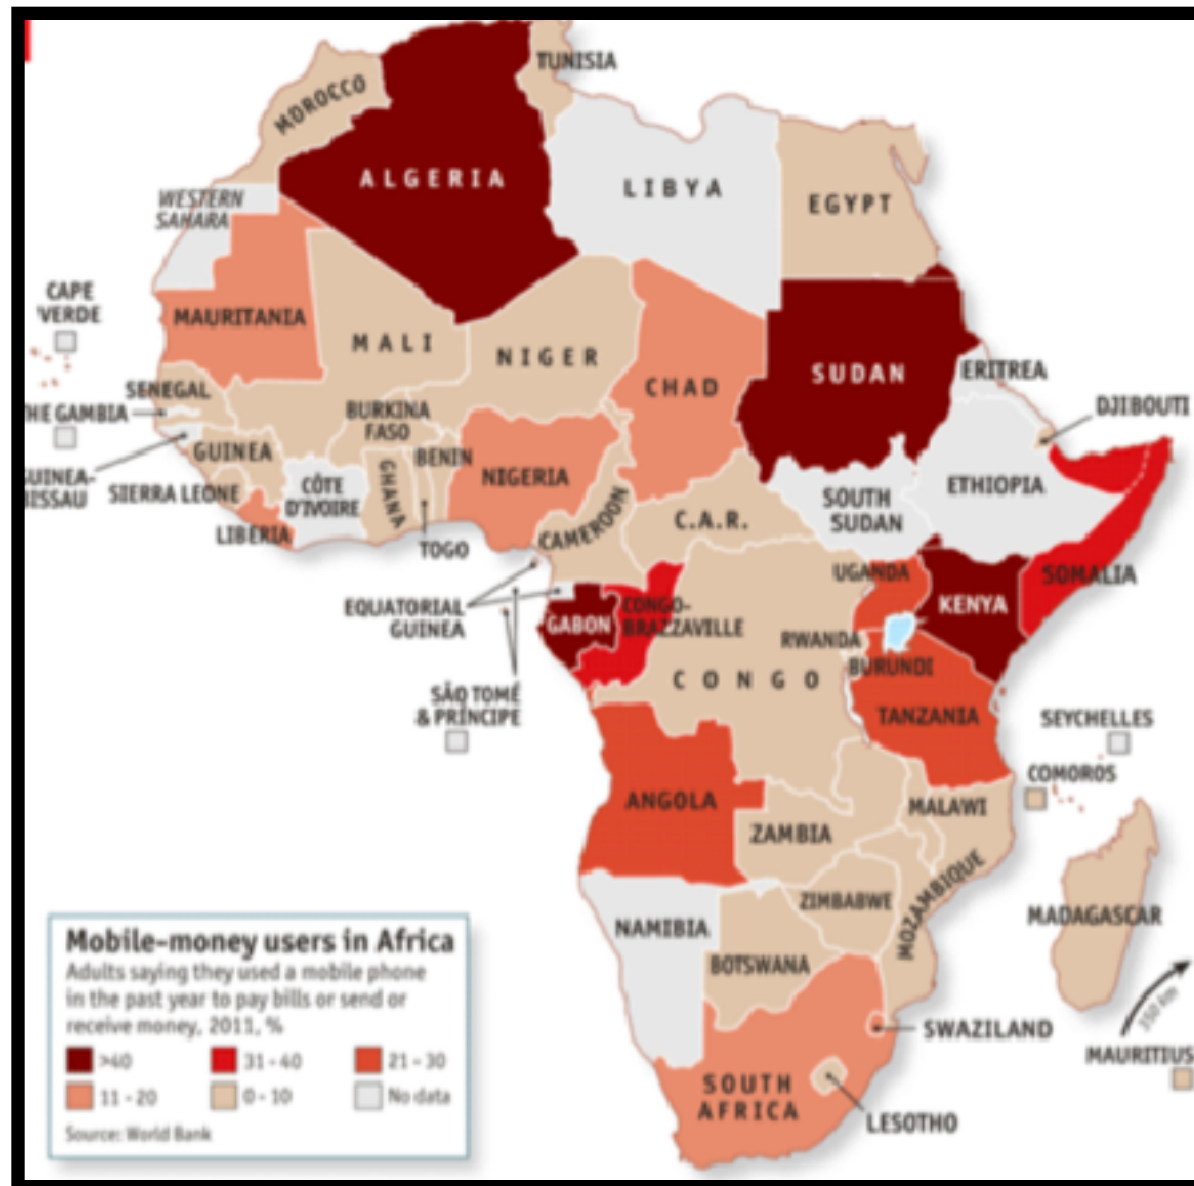 TUNISIA
MOROCCO
ALGERIA
LIBYA
EGYPT
WESTERN
SAHARA
CAPE
VERDE
MAURITANIA
MALI
NIGER
CHAD
SUDAN
ERITREA
DJIBOUTI
SENEGAL
HE GAMBIA
BURKINA
FASO
GUINEA
BENIN
NIGERIA
UINEA-
ISSAU
SIERRA LEONE
CÔTE
D'IVOIRE
GHANA
ETHIOPIA
SOUTH
SUDAN
C.A.R.
CAMEROON
LIBERIA
TOGO
UGANDA
SOMALIA
KENYA
EQUATORIAL
GUINEA
GABON
CONGO-
BRAZZAVILLE
RWANDA
BURUNDI
CONGO
SÃO TOMÉ
& PRÍNCIPE
TANZANIA
SEYCHELLES
COMOROS
ANGOLA
MALAWI
ZAMBIA
MOZAMBIQUE
ZIMBABWE
MADAGASCAR
NAMIBIA
BOTSWANA
SWAZILAND
MAURITIUS
SOUTH
AFRICA
LESOTHO
Mobile-money users in Africa
Adults saying they used a mobile phone
in the past year to pay bills or send or
receive money, 2011, %
>40
31 - 40
21 - 30
11 - 20
0 - 10
No data
Source: World Bank